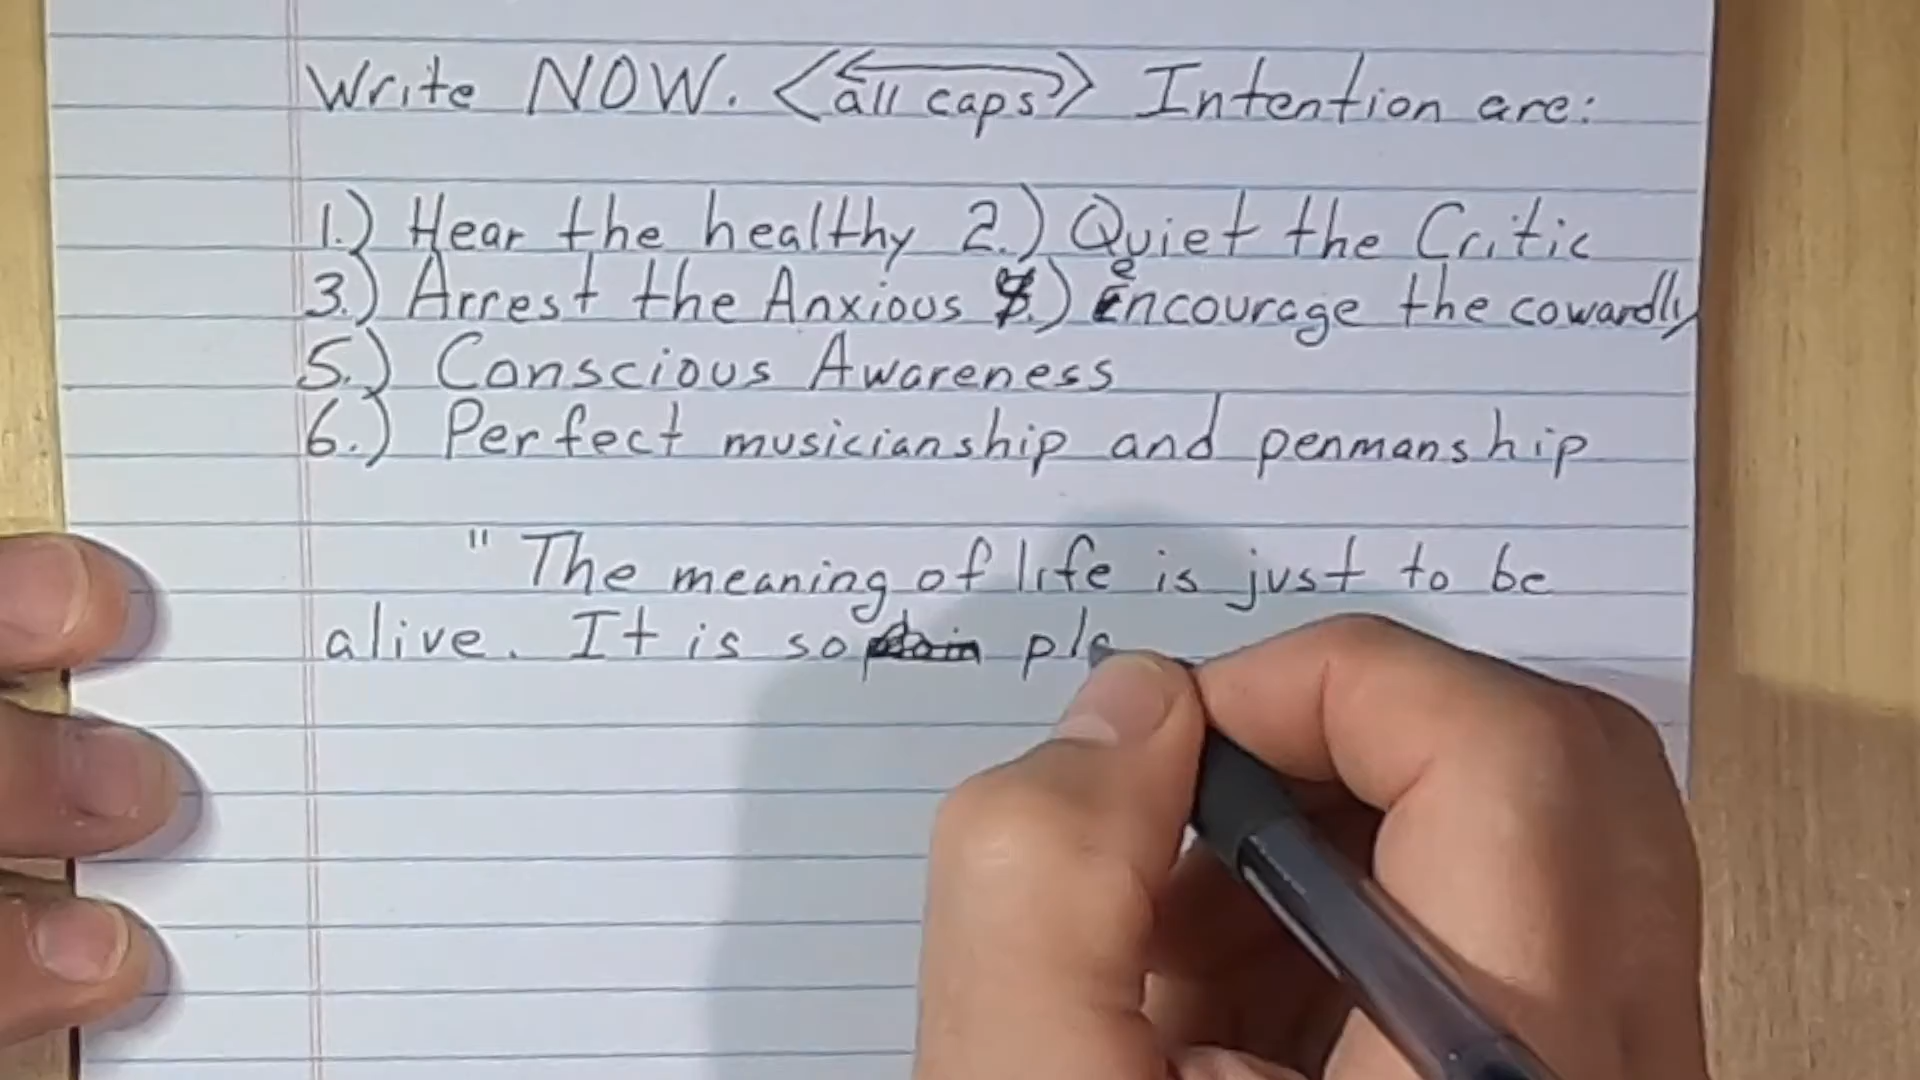 Write NOW. <all caps> Intention are:
1.) Hear the healthy 2.) Quiet the Critic
3.) Arrest the Anxious .) encourage the cowardly
5.) Conscious Awareness
6.) Perfect musicianship and penmanship
" The meaning of life is just to be
alive. It is so pla